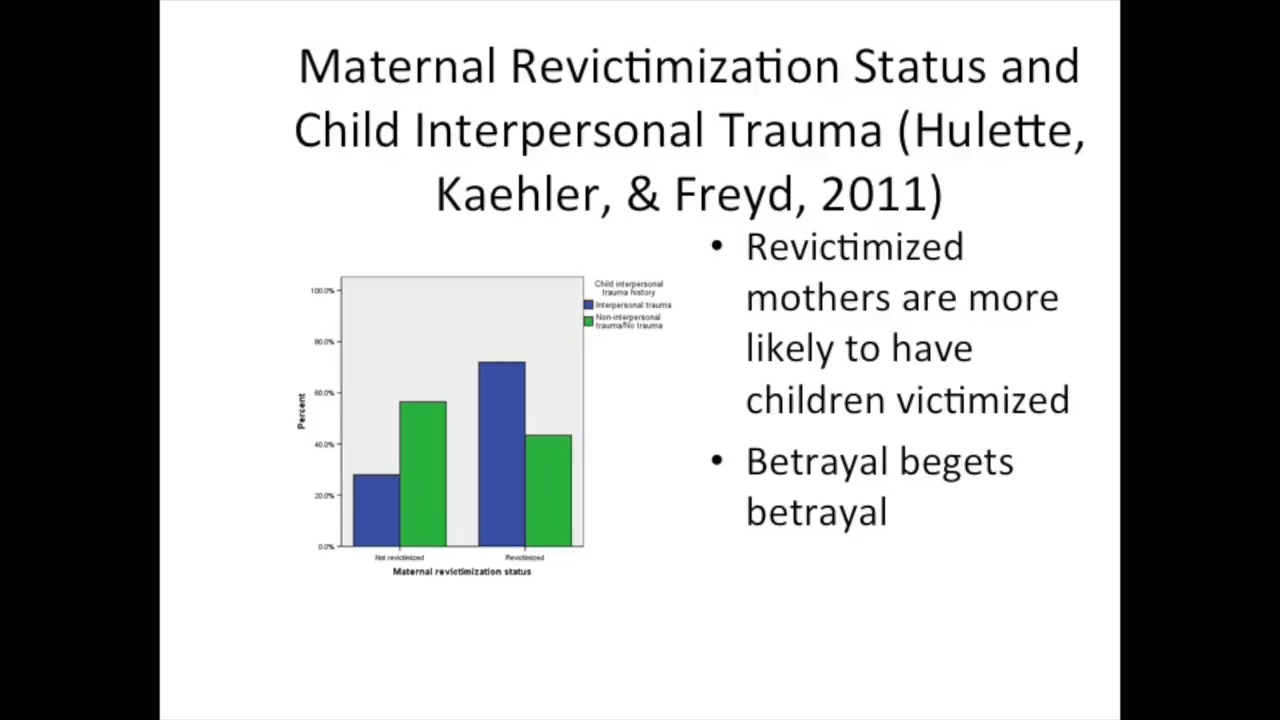 Maternal Revictimization Status and
Child Interpersonal Trauma (Hulette,
Kaehler, & Freyd, 2011)
• Revictimized
mothers are more
likely to have
children victimized
• Betrayal begets
betrayal
Child interpersonal
trauma history
Interpersonal trauma
Non-interpersonal
trauma/No trauma
100.0%
80.0%
60.0%
40.0%
20.0%
0.0%
Percent
Not revictimized
Revictimized
Maternal revictimization status